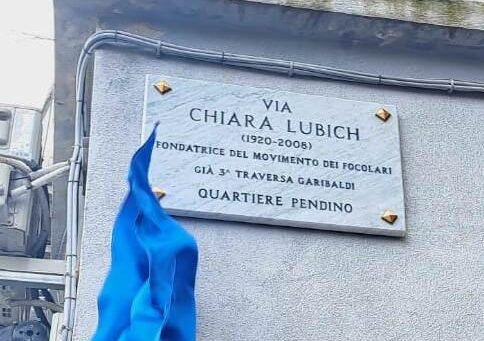 VIA
CHIARA LUBICH
(1920-2008)
FONDATRICE DEL MOVIMENTO DEI FOCOLARI
GIÀ 3ª TRAVERSA GARIBALDI
QUARTIERE PENDINO